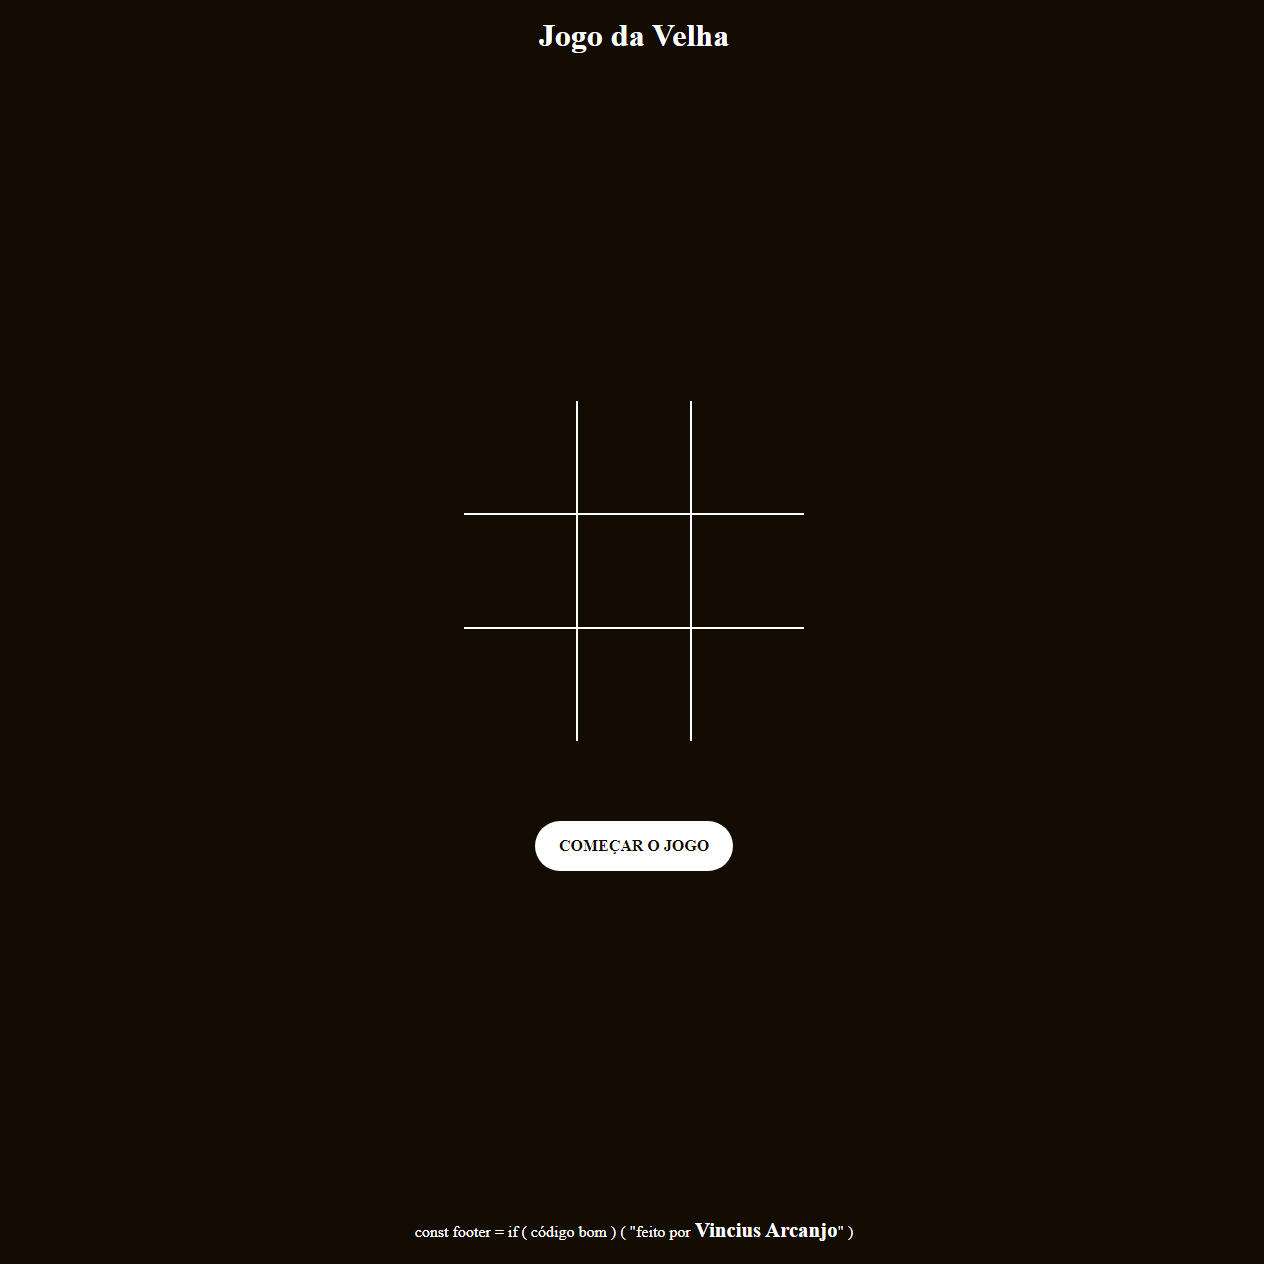 Jogo da Velha
COMEÇAR O JOGO
const footer = if ( código bom ) ( "feito por Vincius Arcanjo" )